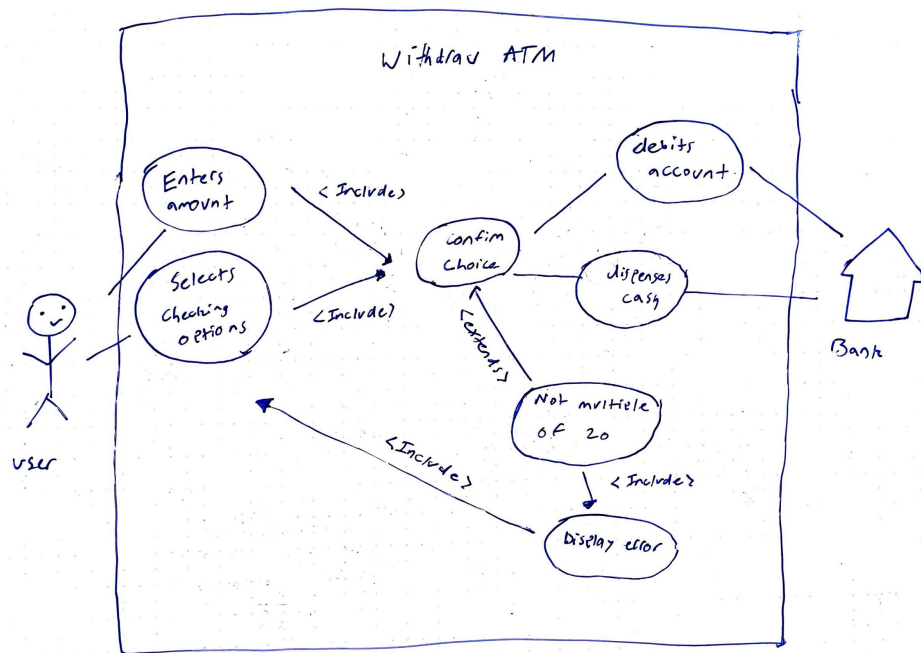 Withdraw ATM
Enters
amount
<Include>
debits
account
Confim
Choice
Selects
Checking
options
<Include>
dispenses
cash
<extends>
Bank
Not multiple
of 20
user
<Include>
<Include>
Display error